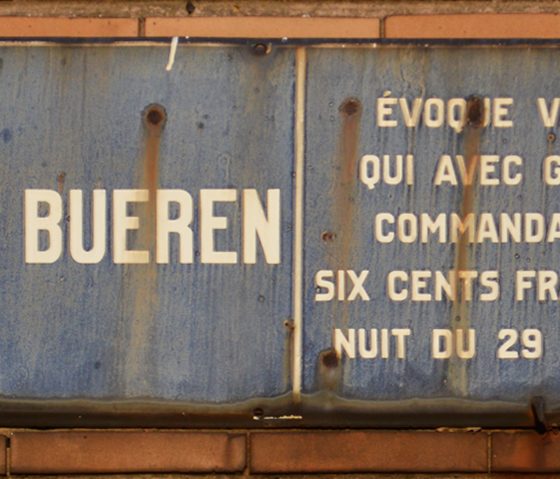 BUEREN
ÉVOQUE V
QUI AVEC G
COMMANDA
SIX CENTS FR
NUIT DU 29